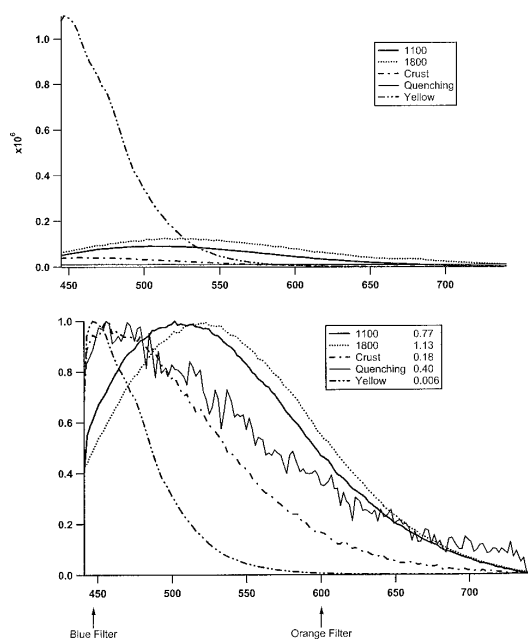 1.0
0.8
0.6
0.4
0.2
0.0
x10^6
1100
1800
Crust
Quenching
Yellow
450 500 550 600 650 700
1.0
0.8
0.6
0.4
0.2
0.0
1100 0.77
1800 1.13
Crust 0.18
Quenching 0.40
Yellow 0.006
450 500 550 600 650 700
Blue Filter Orange Filter